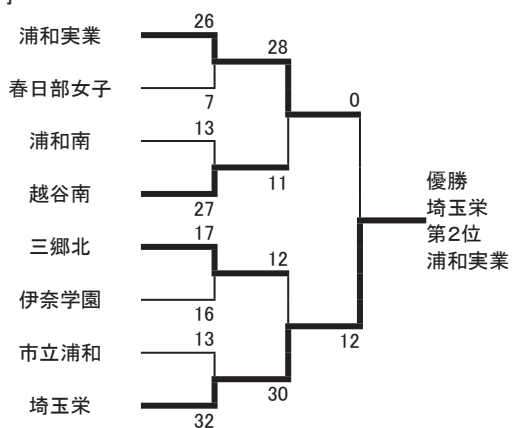 浦和実業
26
28
春日部女子
7
0
浦和南
13
越谷南
27
11
優勝
埼玉栄
第2位
浦和実業
三郷北
17
12
伊奈学園
16
市立浦和
13
12
埼玉栄
32
30